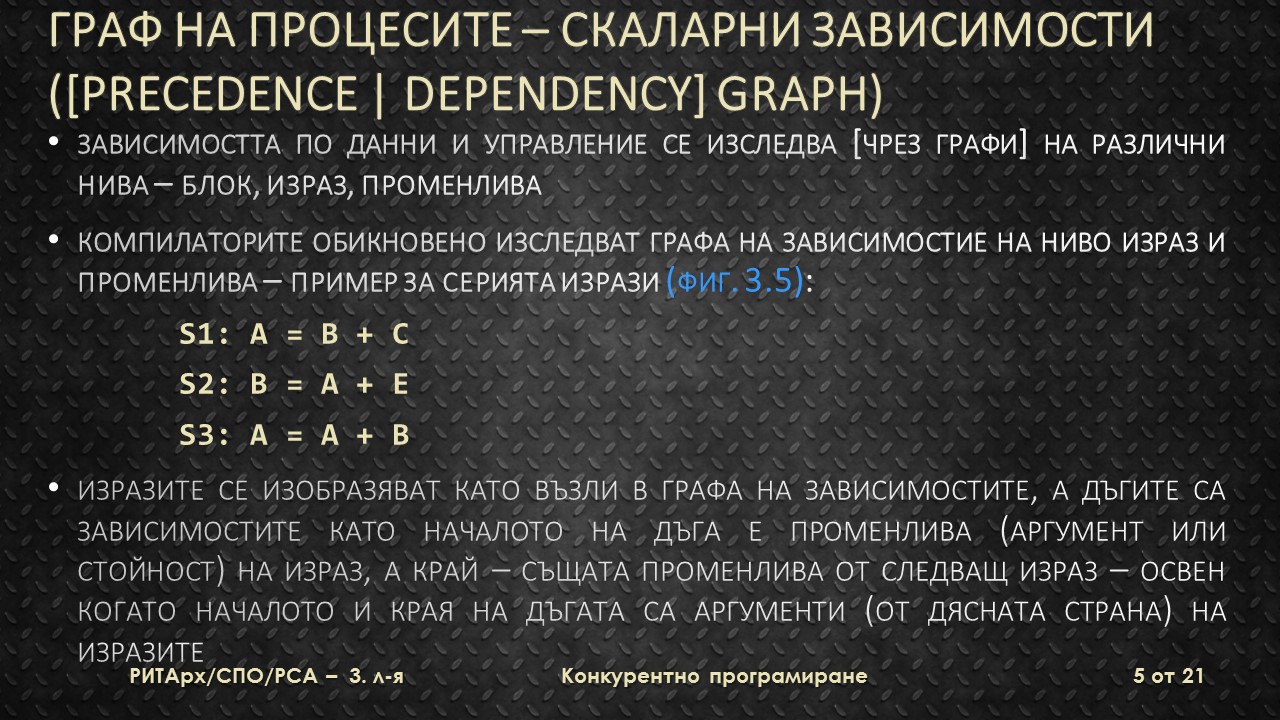 ГРАФ НА ПРОЦЕСИТЕ – СКАЛАРНИ ЗАВИСИМОСТИ
([PRECEDENCE | DEPENDENCY] GRAPH)
• ЗАВИСИМОСТТА ПО ДАННИ И УПРАВЛЕНИЕ СЕ ИЗСЛЕДВА [ЧРЕЗ ГРАФИ] НА РАЗЛИЧНИ
НИВА – БЛОК, ИЗРАЗ, ПРОМЕНЛИВА
• КОМПИЛАТОРИТЕ ОБИКНОВЕНО ИЗСЛЕДВАТ ГРАФА НА ЗАВИСИМОСТИЕ НА НИВО ИЗРАЗ И
ПРОМЕНЛИВА – ПРИМЕР ЗА СЕРИЯТА ИЗРАЗИ (ФИГ. 3.5):
S1: A = B + C
S2: B = A + E
S3: A = A + B
• ИЗРАЗИТЕ СЕ ИЗОБРАЗЯВАТ КАТО ВЪЗЛИ В ГРАФА НА ЗАВИСИМОСТИТЕ, А ДЪГИТЕ СА
ЗАВИСИМОСТИТЕ КАТО НАЧАЛОТО НА ДЪГА Е ПРОМЕНЛИВА (АРГУМЕНТ ИЛИ
СТОЙНОСТ) НА ИЗРАЗ, А КРАЙ – СЪЩАТА ПРОМЕНЛИВА ОТ СЛЕДВАЩ ИЗРАЗ – ОСВЕН
КОГАТО НАЧАЛОТО И КРАЯ НА ДЪГАТА СА АРГУМЕНТИ (ОТ ДЯСНАТА СТРАНА) НА
ИЗРАЗИТЕ
РИТАрх/СПО/РСА – 3. л-я Конкурентно програмиране 5 от 21